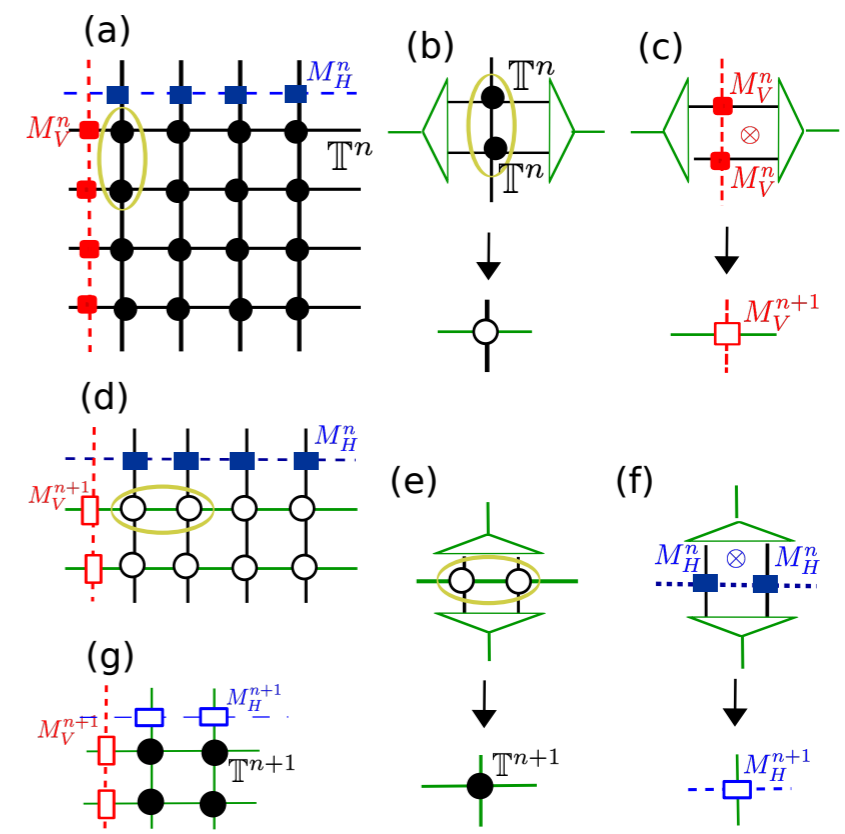 (a)
M_H^n
M_V^n
𝕋^n
(b)
𝕋^n
𝕋^n
(c)
M_V^n
⊗
M_V^n
M_V^{n+1}
(d)
M_H^n
M_V^{n+1}
(e)
𝕋^{n+1}
(f)
M_H^n ⊗ M_H^n
M_H^{n+1}
(g)
M_H^{n+1}
M_V^{n+1}
𝕋^{n+1}